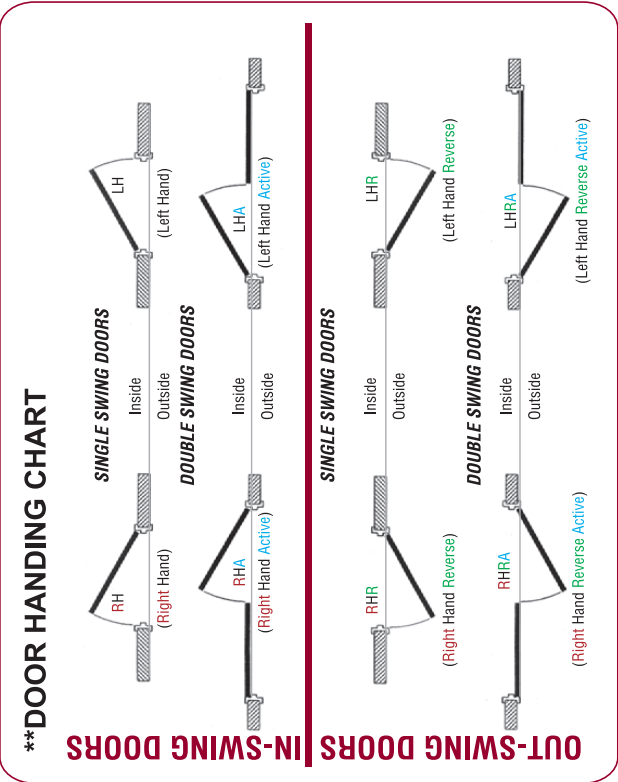 **DOOR HANDING CHART
IN-SWING DOORS
SINGLE SWING DOORS
RH
(Right Hand)
Inside
Outside
LH
(Left Hand)
DOUBLE SWING DOORS
RHA
(Right Hand Active)
Inside
Outside
LHA
(Left Hand Active)
OUT-SWING DOORS
SINGLE SWING DOORS
RHR
(Right Hand Reverse)
Inside
Outside
LHR
(Left Hand Reverse)
DOUBLE SWING DOORS
RHRA
(Right Hand Reverse Active)
Inside
Outside
LHRA
(Left Hand Reverse Active)